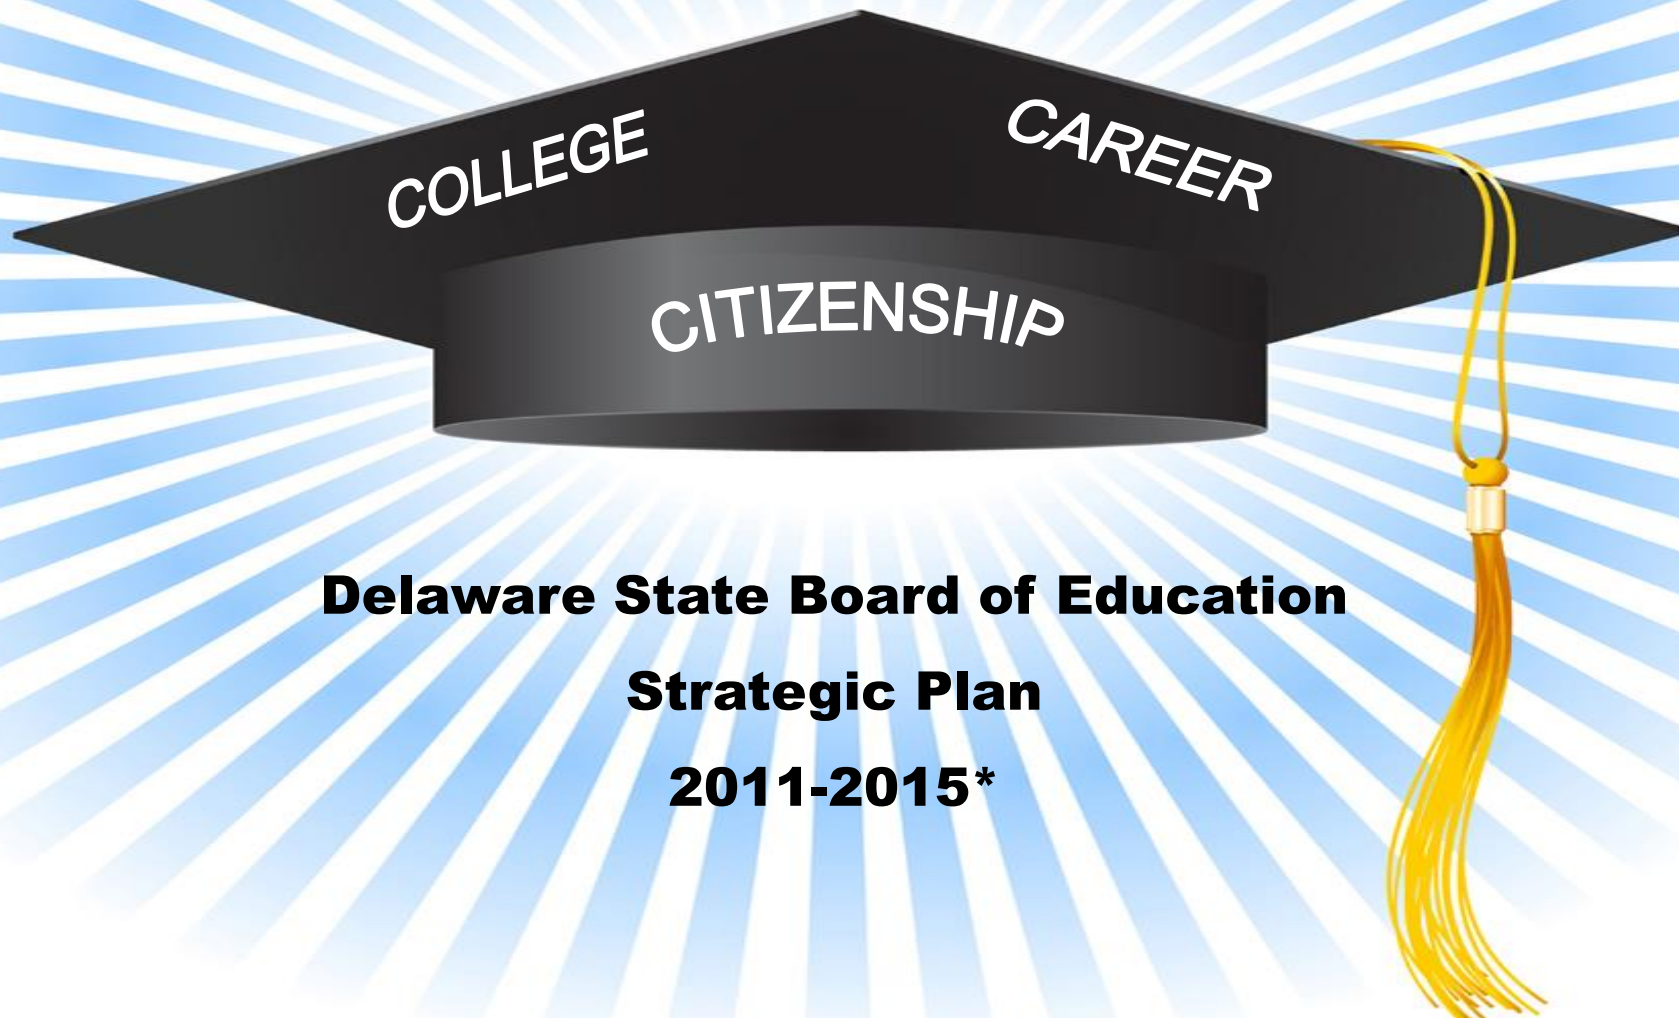 COLLEGE
CAREER
CITIZENSHIP
Delaware State Board of Education
Strategic Plan
2011-2015*